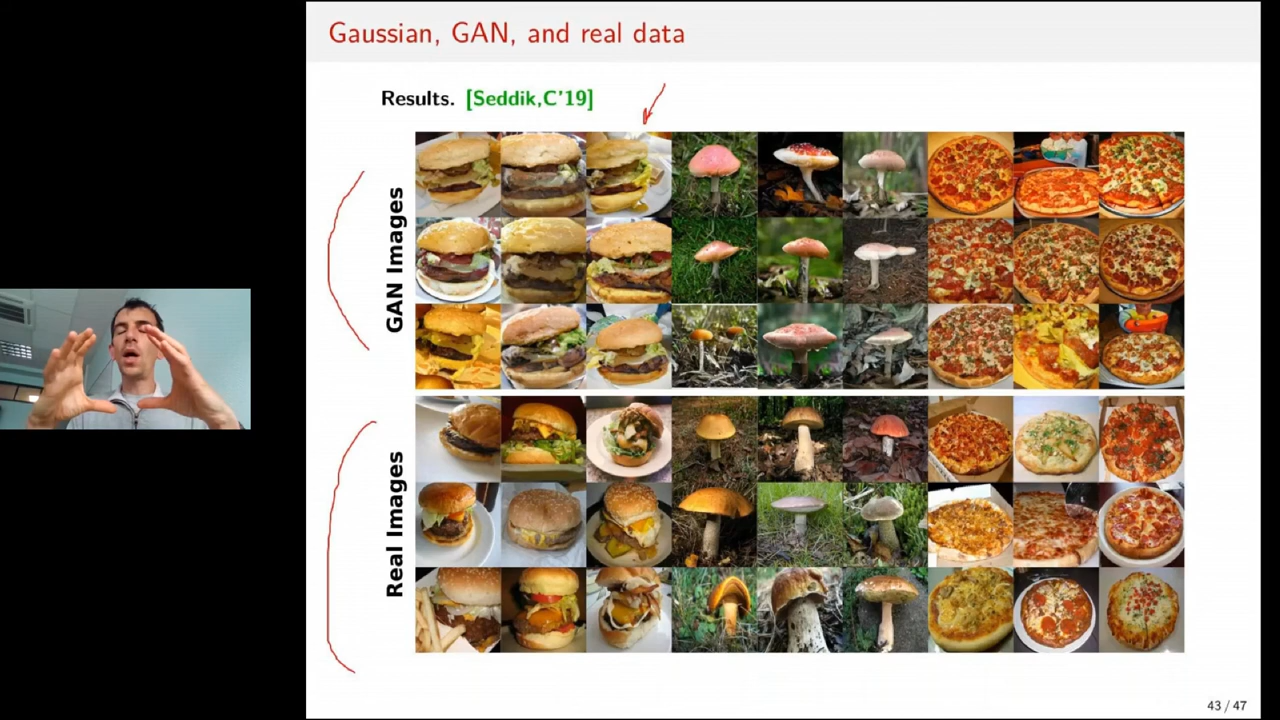 Gaussian, GAN, and real data
Results. [Seddik,C'19]
GAN Images
Real Images
43 / 47